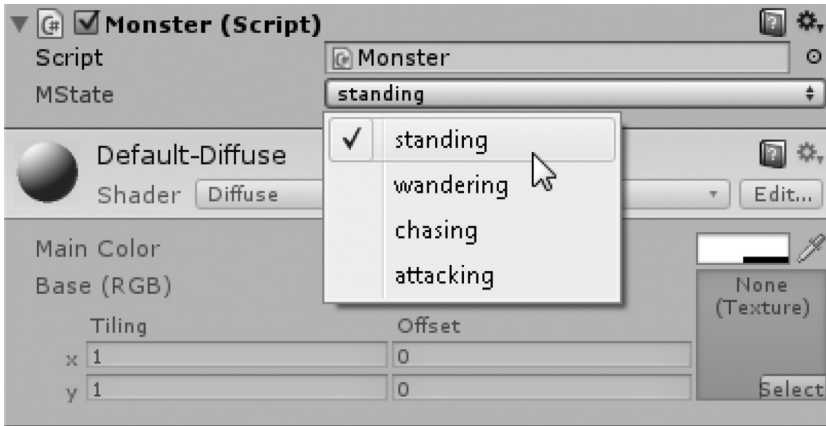 Monster (Script)
Script Monster
MState standing
standing
wandering
chasing
attacking
Default-Diffuse
Shader Diffuse Edit...
Main Color
Base (RGB)
None
(Texture)
Tiling Offset
x 1 0
y 1 0
Select